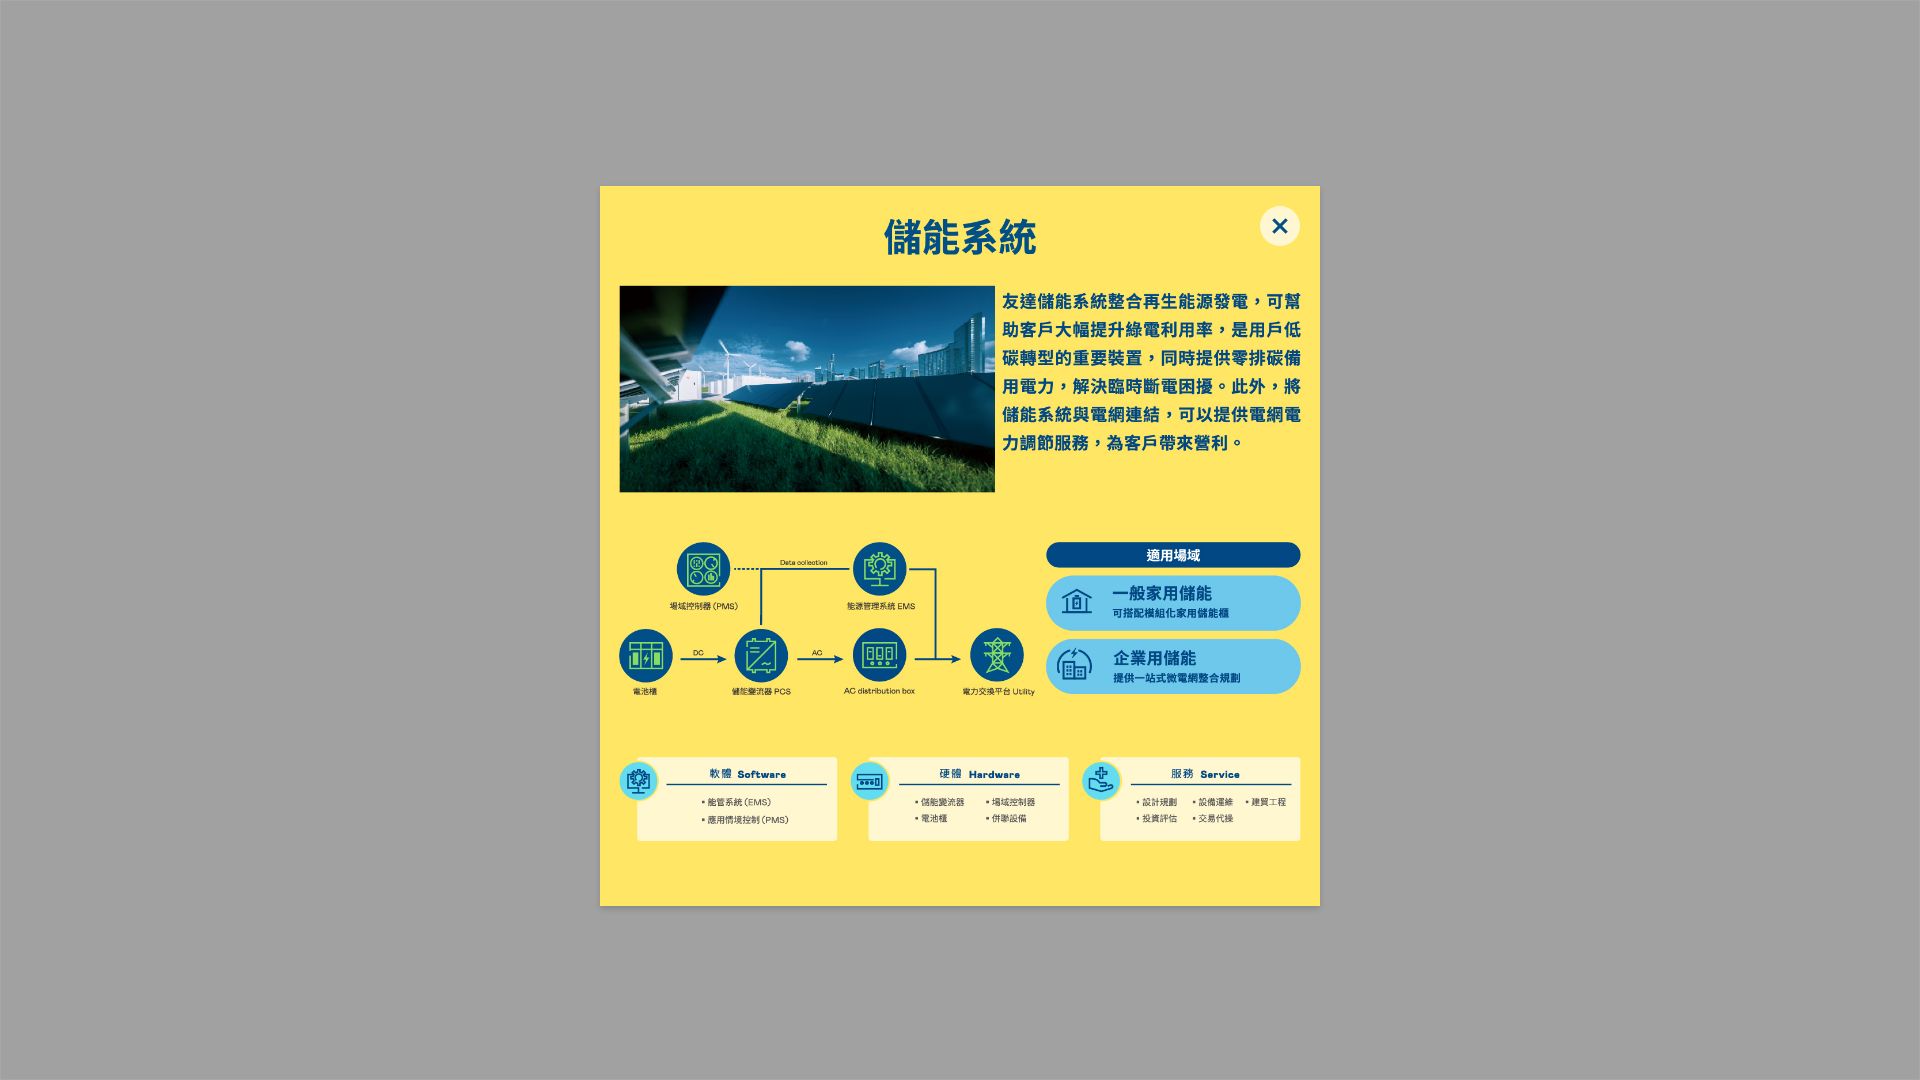 儲能系統
友達儲能系統整合再生能源發電，可幫
助客戶大幅提升綠電利用率，是用戶低
碳轉型的重要裝置，同時提供零排碳備
用電力，解決臨時斷電困擾。此外，將
儲能系統與電網連結，可以提供電網電
力調節服務，為客戶帶來營利。
Data collection
場域控制器 (PMS)
能源管理系統 EMS
DC
AC
電池櫃
儲能變流器 PCS
AC distribution box
電力交換平台 Utility
適用場域
一般家用儲能
可搭配模組化家用儲能櫃
企業用儲能
提供一站式微電網整合規劃
軟體 Software
▪ 能管系統 (EMS)
▪ 應用情境控制 (PMS)
硬體 Hardware
▪ 儲能變流器 ▪ 場域控制器
▪ 電池櫃 ▪ 併聯設備
服務 Service
▪ 設計規劃 ▪ 設備運維 ▪ 建貿工程
▪ 投資評估 ▪ 交易代操